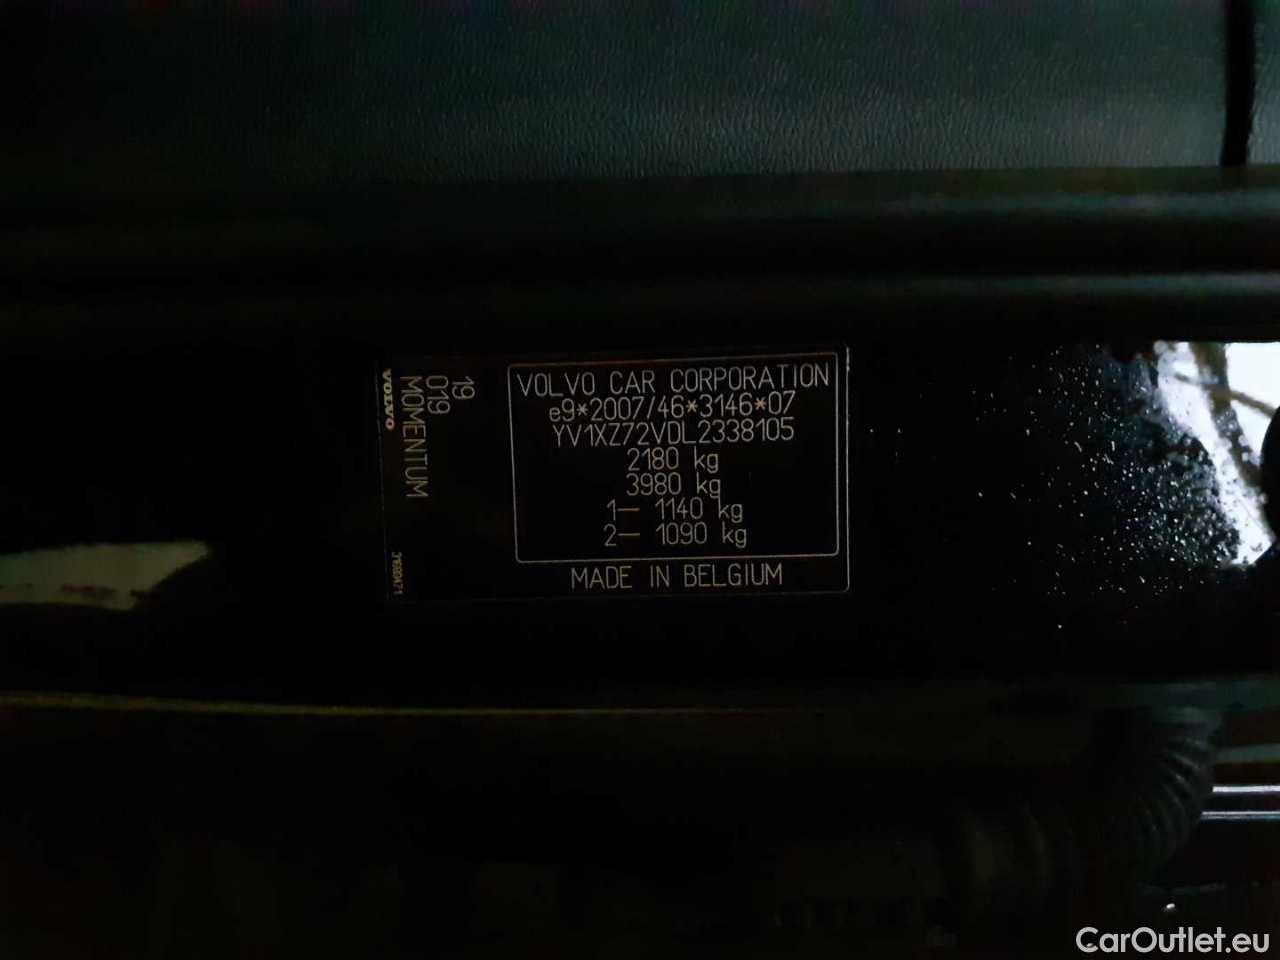 VOLVO CAR CORPORATION
e9*2007/46*3146*07
YV1XZ72VDL2338105
2180 kg
3980 kg
1— 1140 kg
2— 1090 kg
MADE IN BELGIUM
19
019
MOMENTUM
VOLVO
CarOutlet.eu